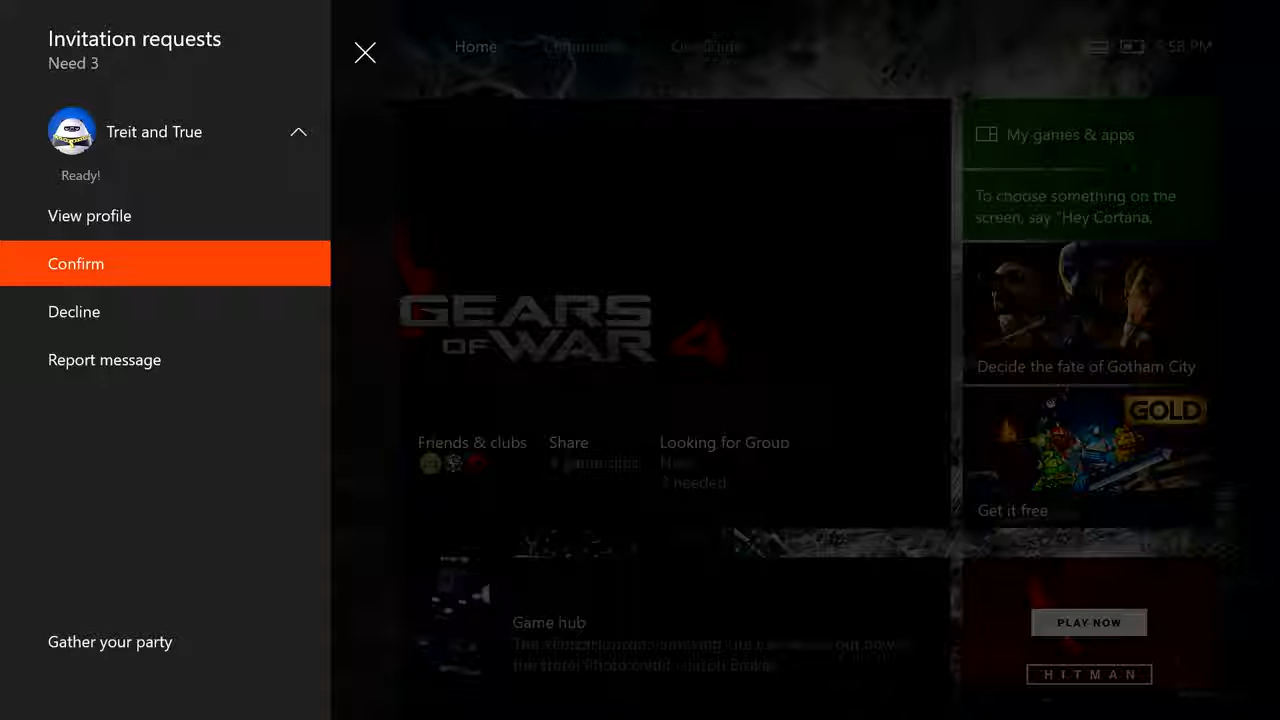 Invitation requests
Need 3
Treit and True
Ready!
View profile
Confirm
Decline
Report message
Gather your party
Home
58 PM
My games & apps
To choose something on the
screen, say "Hey Cortana,
GEARS
OF WAR 4
Decide the fate of Gotham City
GOLD
Get it free
Friends & clubs
Share
Looking for Group
needed
Game hub
PLAY NOW
HITMAN